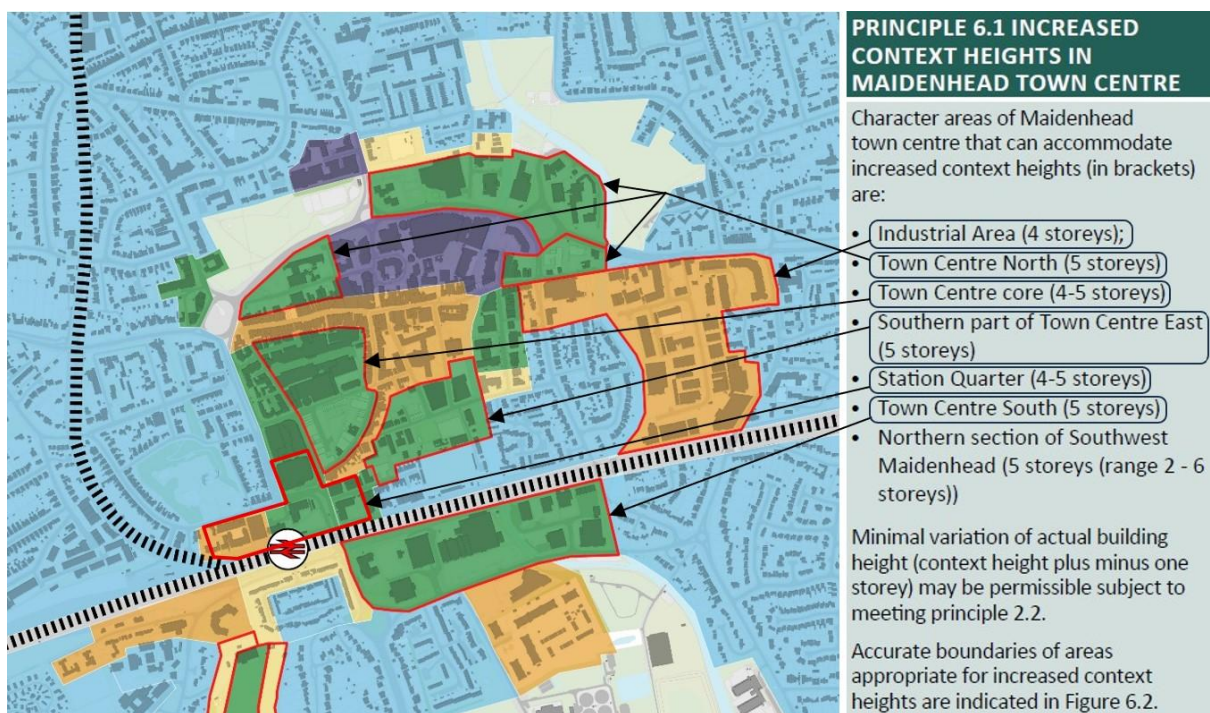 PRINCIPLE 6.1 INCREASED
CONTEXT HEIGHTS IN
MAIDENHEAD TOWN CENTRE
Character areas of Maidenhead
town centre that can accommodate
increased context heights (in brackets)
are:
• Industrial Area (4 storeys);
• Town Centre North (5 storeys)
• Town Centre core (4-5 storeys)
• Southern part of Town Centre East
(5 storeys)
• Station Quarter (4-5 storeys)
• Town Centre South (5 storeys)
• Northern section of Southwest
Maidenhead (5 storeys (range 2 - 6
storeys))
Minimal variation of actual building
height (context height plus minus one
storey) may be permissible subject to
meeting principle 2.2.
Accurate boundaries of areas
appropriate for increased context
heights are indicated in Figure 6.2.